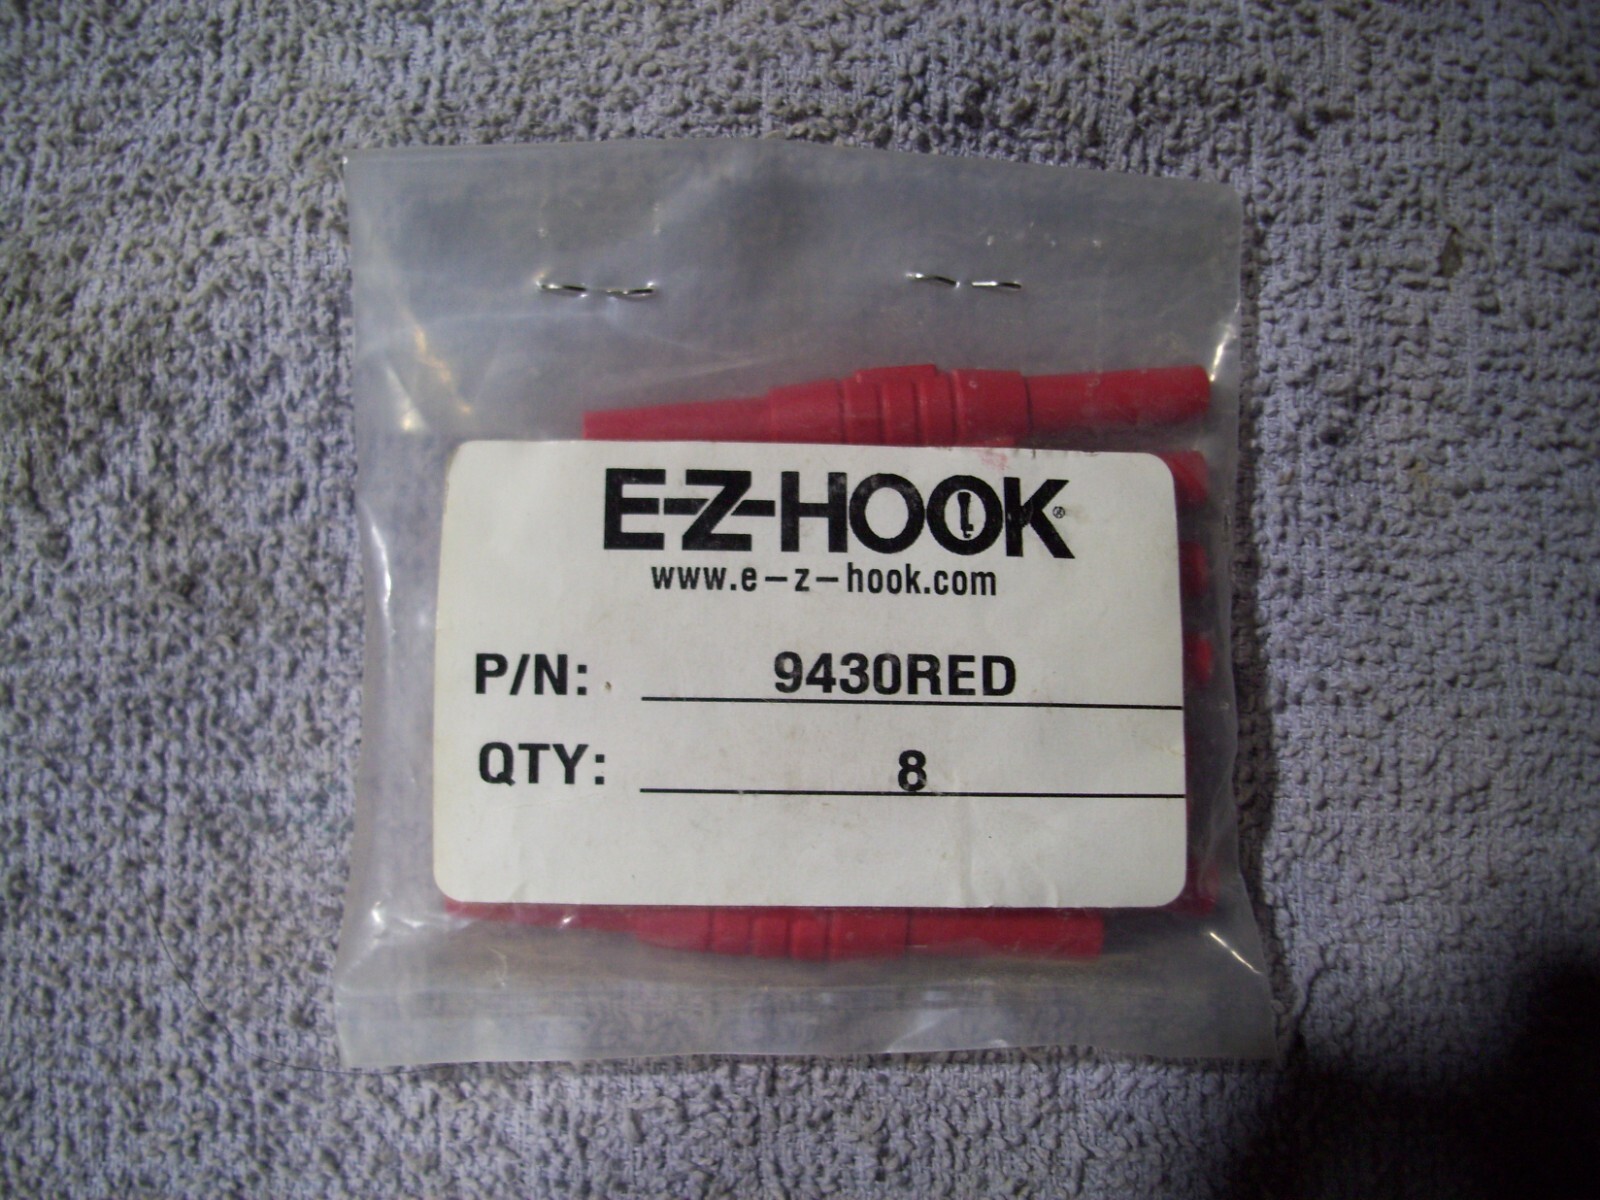 E-Z-HOOK®
www.e-z-hook.com
P/N: 9430RED
QTY: 8